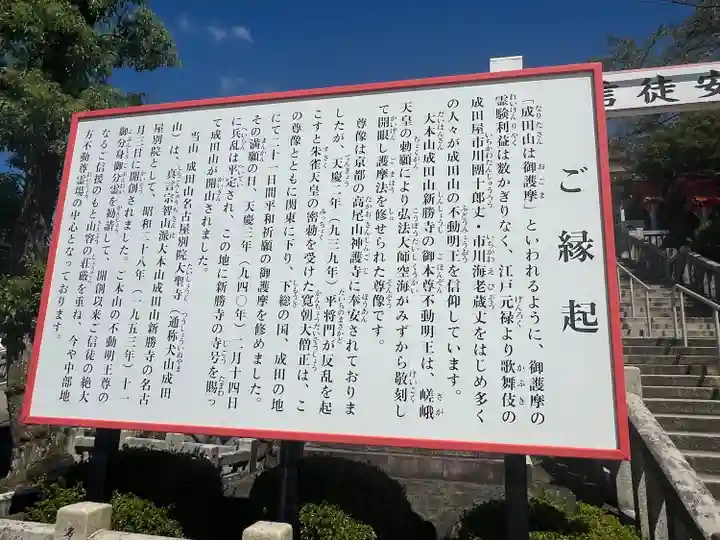 ご縁起
「成田山は御護摩」といわれるように、御護摩の
霊験利益は数かぎりなく、江戸元禄より歌舞伎の
成田屋市川團十郎丈・市川海老蔵丈をはじめ多く
の人々が成田山の不動明王を信仰しています。
大本山成田山新勝寺の御本尊不動明王は、嵯峨
天皇の勅願により弘法大師空海がみずから敬刻し
て開眼し護摩法を修せられた尊像です。
尊像は京都の高尾山神護寺に奉安されておりま
したが、天慶二年（九三九年）平将門が反乱を起
こすと朱雀天皇の密勅を受けた寛朝大僧正は、こ
の尊像とともに関東に下り、下総の国、成田の地
にて二十一日間平和祈願の御護摩を修めました。
その満願の日、天慶三年（九四〇年）二月十四日
に兵乱は平定され、この地に新勝寺の寺号を賜っ
て成田山が開山されました。
当山 成田山名古屋別院大聖寺（通称犬山成田
山）は、真言宗智山派大本山成田山新勝寺の名古
屋別院として、昭和二十八年（一九五三年）十一
月三日に開創されました。ご本山の不動明王尊の
御分身御分霊を勧請して、開創以来ご信徒の絶大
なるご信援のもと山容の荘厳を重ね、今や中部地
方不動尊霊場の中心となっております。
安徒信